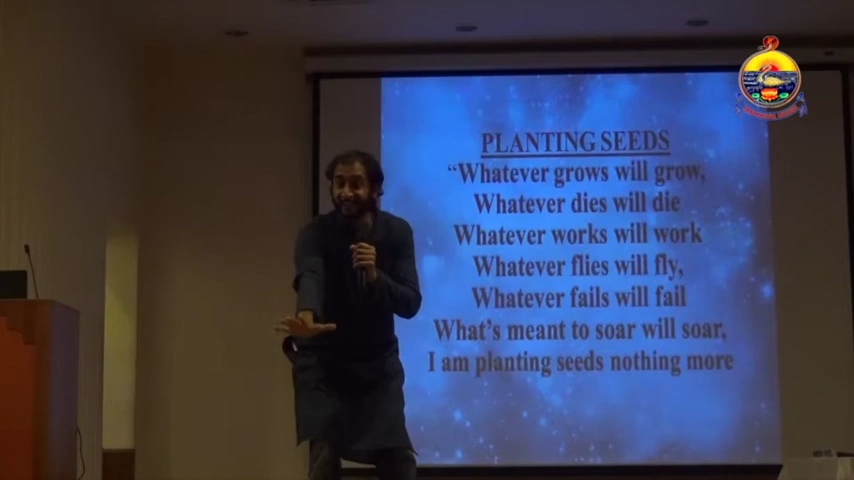 PLANTING SEEDS
“Whatever grows will grow,
Whatever dies will die
Whatever works will work
Whatever flies will fly,
Whatever fails will fail
What’s meant to soar will soar,
I am planting seeds nothing more